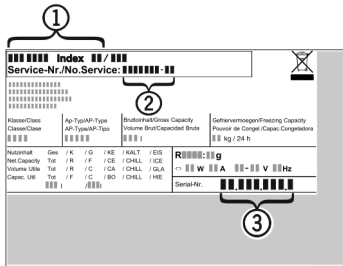 1
Index /
Service-Nr./No.Service: -
2
Klasse/Class
Classe/Clase
Ap-Typ/AP-Type
AP-Type/AP-Tipo
Bruttoinhalt/Gross Capacity
Volume Brut/Capacidad Bruta
l
Gefriervermoegen/Freezing Capacity
Pouvoir de Congel./Capac.Congeladora
kg / 24 h
Nutzinhalt Ges / K / G / KE / KALT / EIS
Net.Capacity Tot / R / F / CE / CHILL / ICE
Volume Utile Tot / R / C / CA / CHILL / GLA
Capac. Util Tot / F / C / BO / CHILL / HIE
l / l
R : g
W A - V Hz
Serial-Nr. . .
3